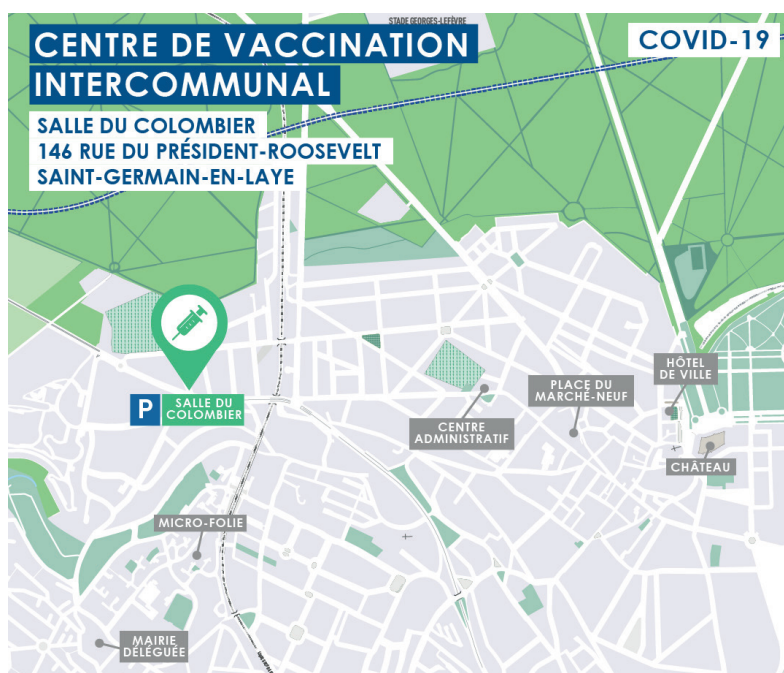 STADE GEORGES-LEFÈVRE
CENTRE DE VACCINATION
INTERCOMMUNAL
COVID-19
SALLE DU COLOMBIER
146 RUE DU PRÉSIDENT-ROOSEVELT
SAINT-GERMAIN-EN-LAYE
HÔTEL
DE VILLE
PLACE DU
MARCHÉ-NEUF
P
SALLE DU
COLOMBIER
CENTRE
ADMINISTRATIF
CHÂTEAU
MICRO-FOLIE
MAIRIE
DÉLÉGUÉE